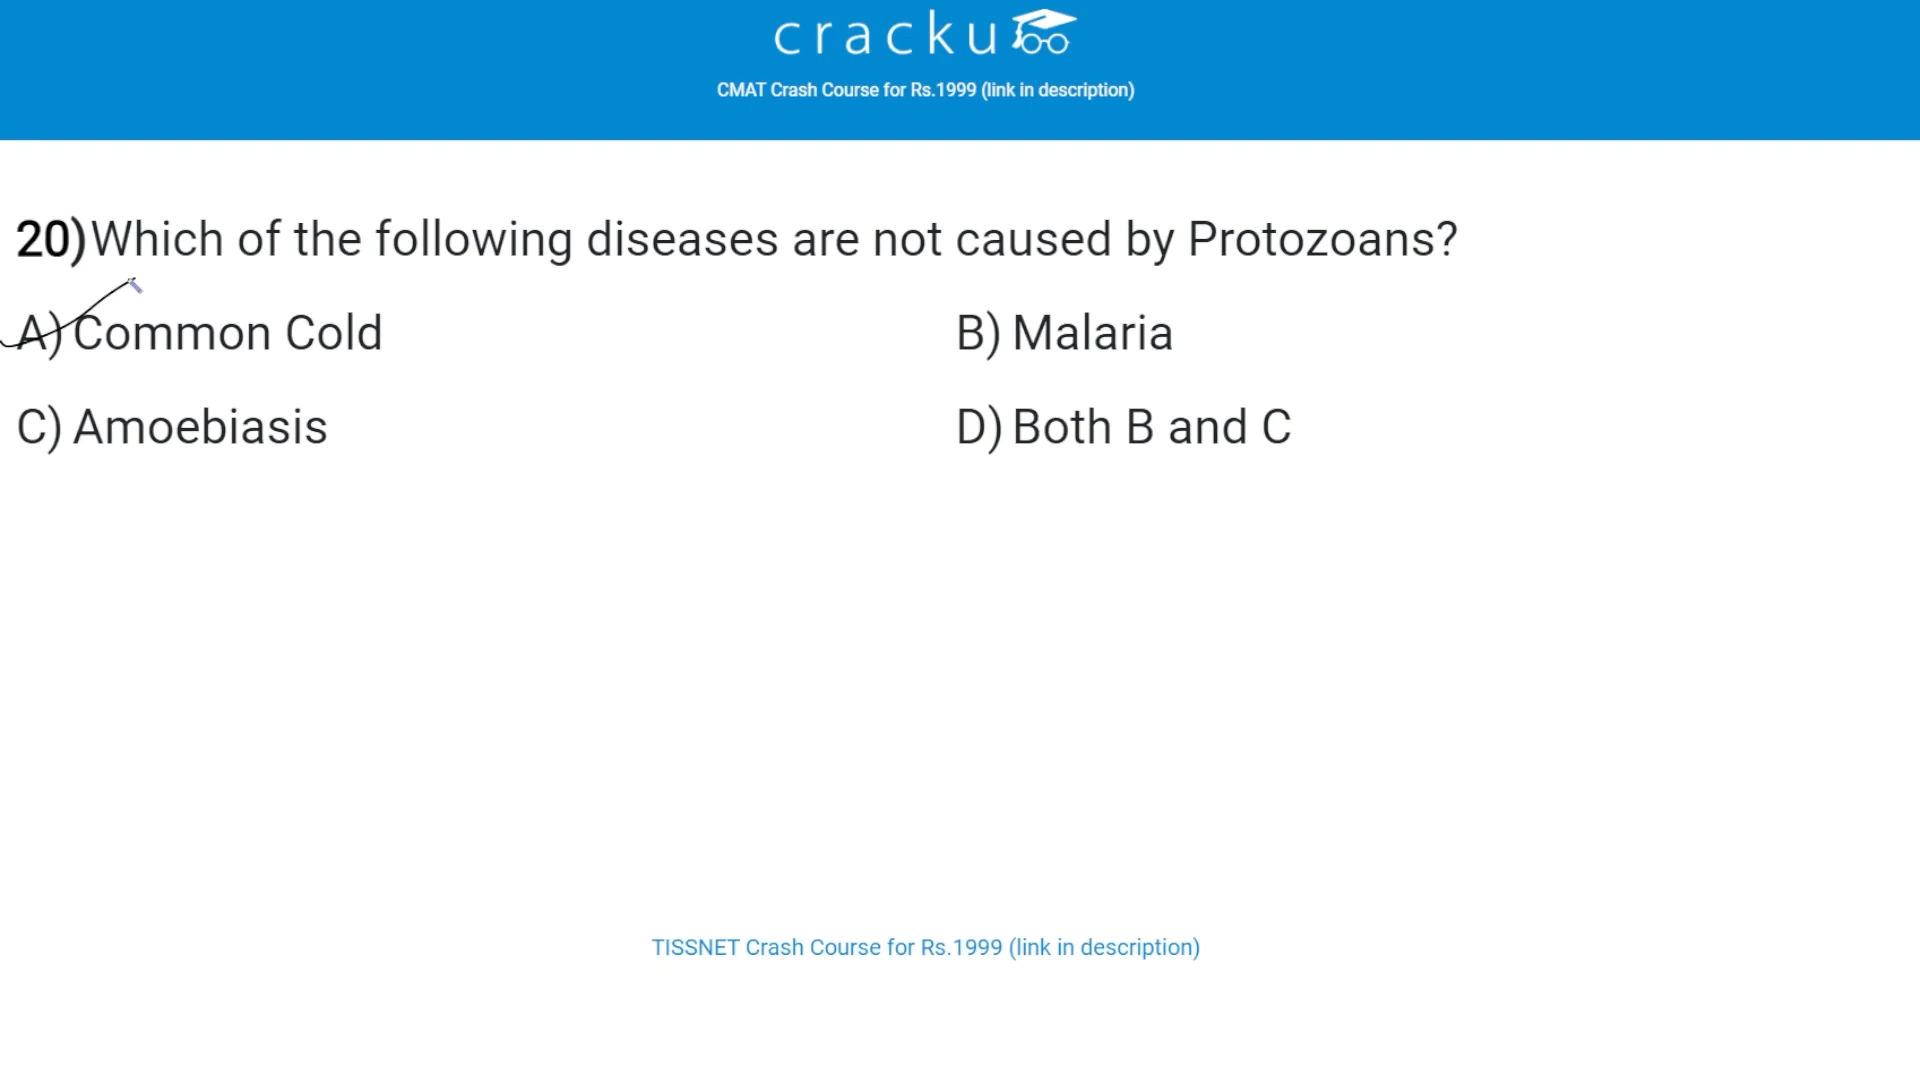 cracku
CMAT Crash Course for Rs.1999 (link in description)
20) Which of the following diseases are not caused by Protozoans?
A) Common Cold
B) Malaria
C) Amoebiasis
D) Both B and C
TISSNET Crash Course for Rs.1999 (link in description)